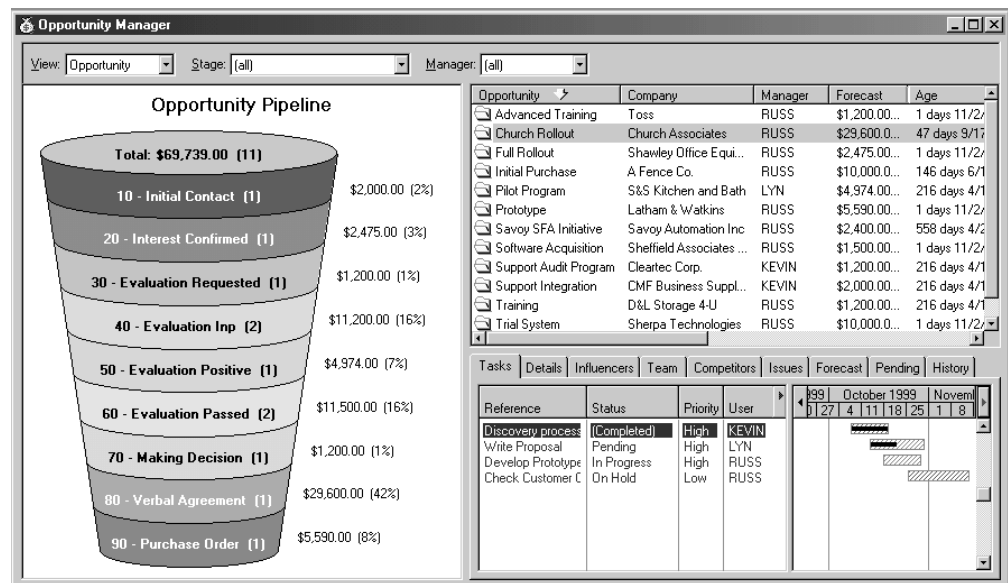 Opportunity Manager
View: Opportunity Stage: (all) Manager: (all)
Opportunity Pipeline
Total: $69,739.00 (11)
10 - Initial Contact (1) $2,000.00 (2%)
20 - Interest Confirmed (1) $2,475.00 (3%)
30 - Evaluation Requested (1) $1,200.00 (1%)
40 - Evaluation Inp (2) $11,200.00 (16%)
50 - Evaluation Positive (1) $4,974.00 (7%)
60 - Evaluation Passed (2) $11,500.00 (16%)
70 - Making Decision (1) $1,200.00 (1%)
80 - Verbal Agreement (1) $29,600.00 (42%)
90 - Purchase Order (1) $5,590.00 (8%)
Opportunity Company Manager Forecast Age
Advanced Training Toss RUSS $1,200.00... 1 days 11/2/
Church Rollout Church Associates RUSS $29,600.0... 47 days 9/17
Full Rollout Shawley Office Equi... RUSS $2,475.00... 1 days 11/2/
Initial Purchase A Fence Co. RUSS $10,000.0... 146 days 6/1
Pilot Program S&S Kitchen and Bath LYN $4,974.00... 216 days 4/1
Prototype Latham & Watkins RUSS $5,590.00... 1 days 11/2/
Savoy SFA Initiative Savoy Automation Inc RUSS $2,400.00... 558 days 4/2
Software Acquisition Sheffield Associates ... RUSS $1,500.00... 1 days 11/2/
Support Audit Program Cleartec Corp. KEVIN $1,200.00... 216 days 4/1
Support Integration CMF Business Suppl... KEVIN $2,000.00... 216 days 4/1
Training D&L Storage 4-U RUSS $1,200.00... 216 days 4/1
Trial System Sherpa Technologies RUSS $10,000.0... 1 days 11/2/
Tasks Details Influencers Team Competitors Issues Forecast Pending History
Reference Status Priority User
Discovery process (Completed) High KEVIN
Write Proposal Pending High LYN
Develop Prototype In Progress High RUSS
Check Customer C On Hold Low RUSS
999 October 1999 Novemb
27 4 11 18 25 1 8